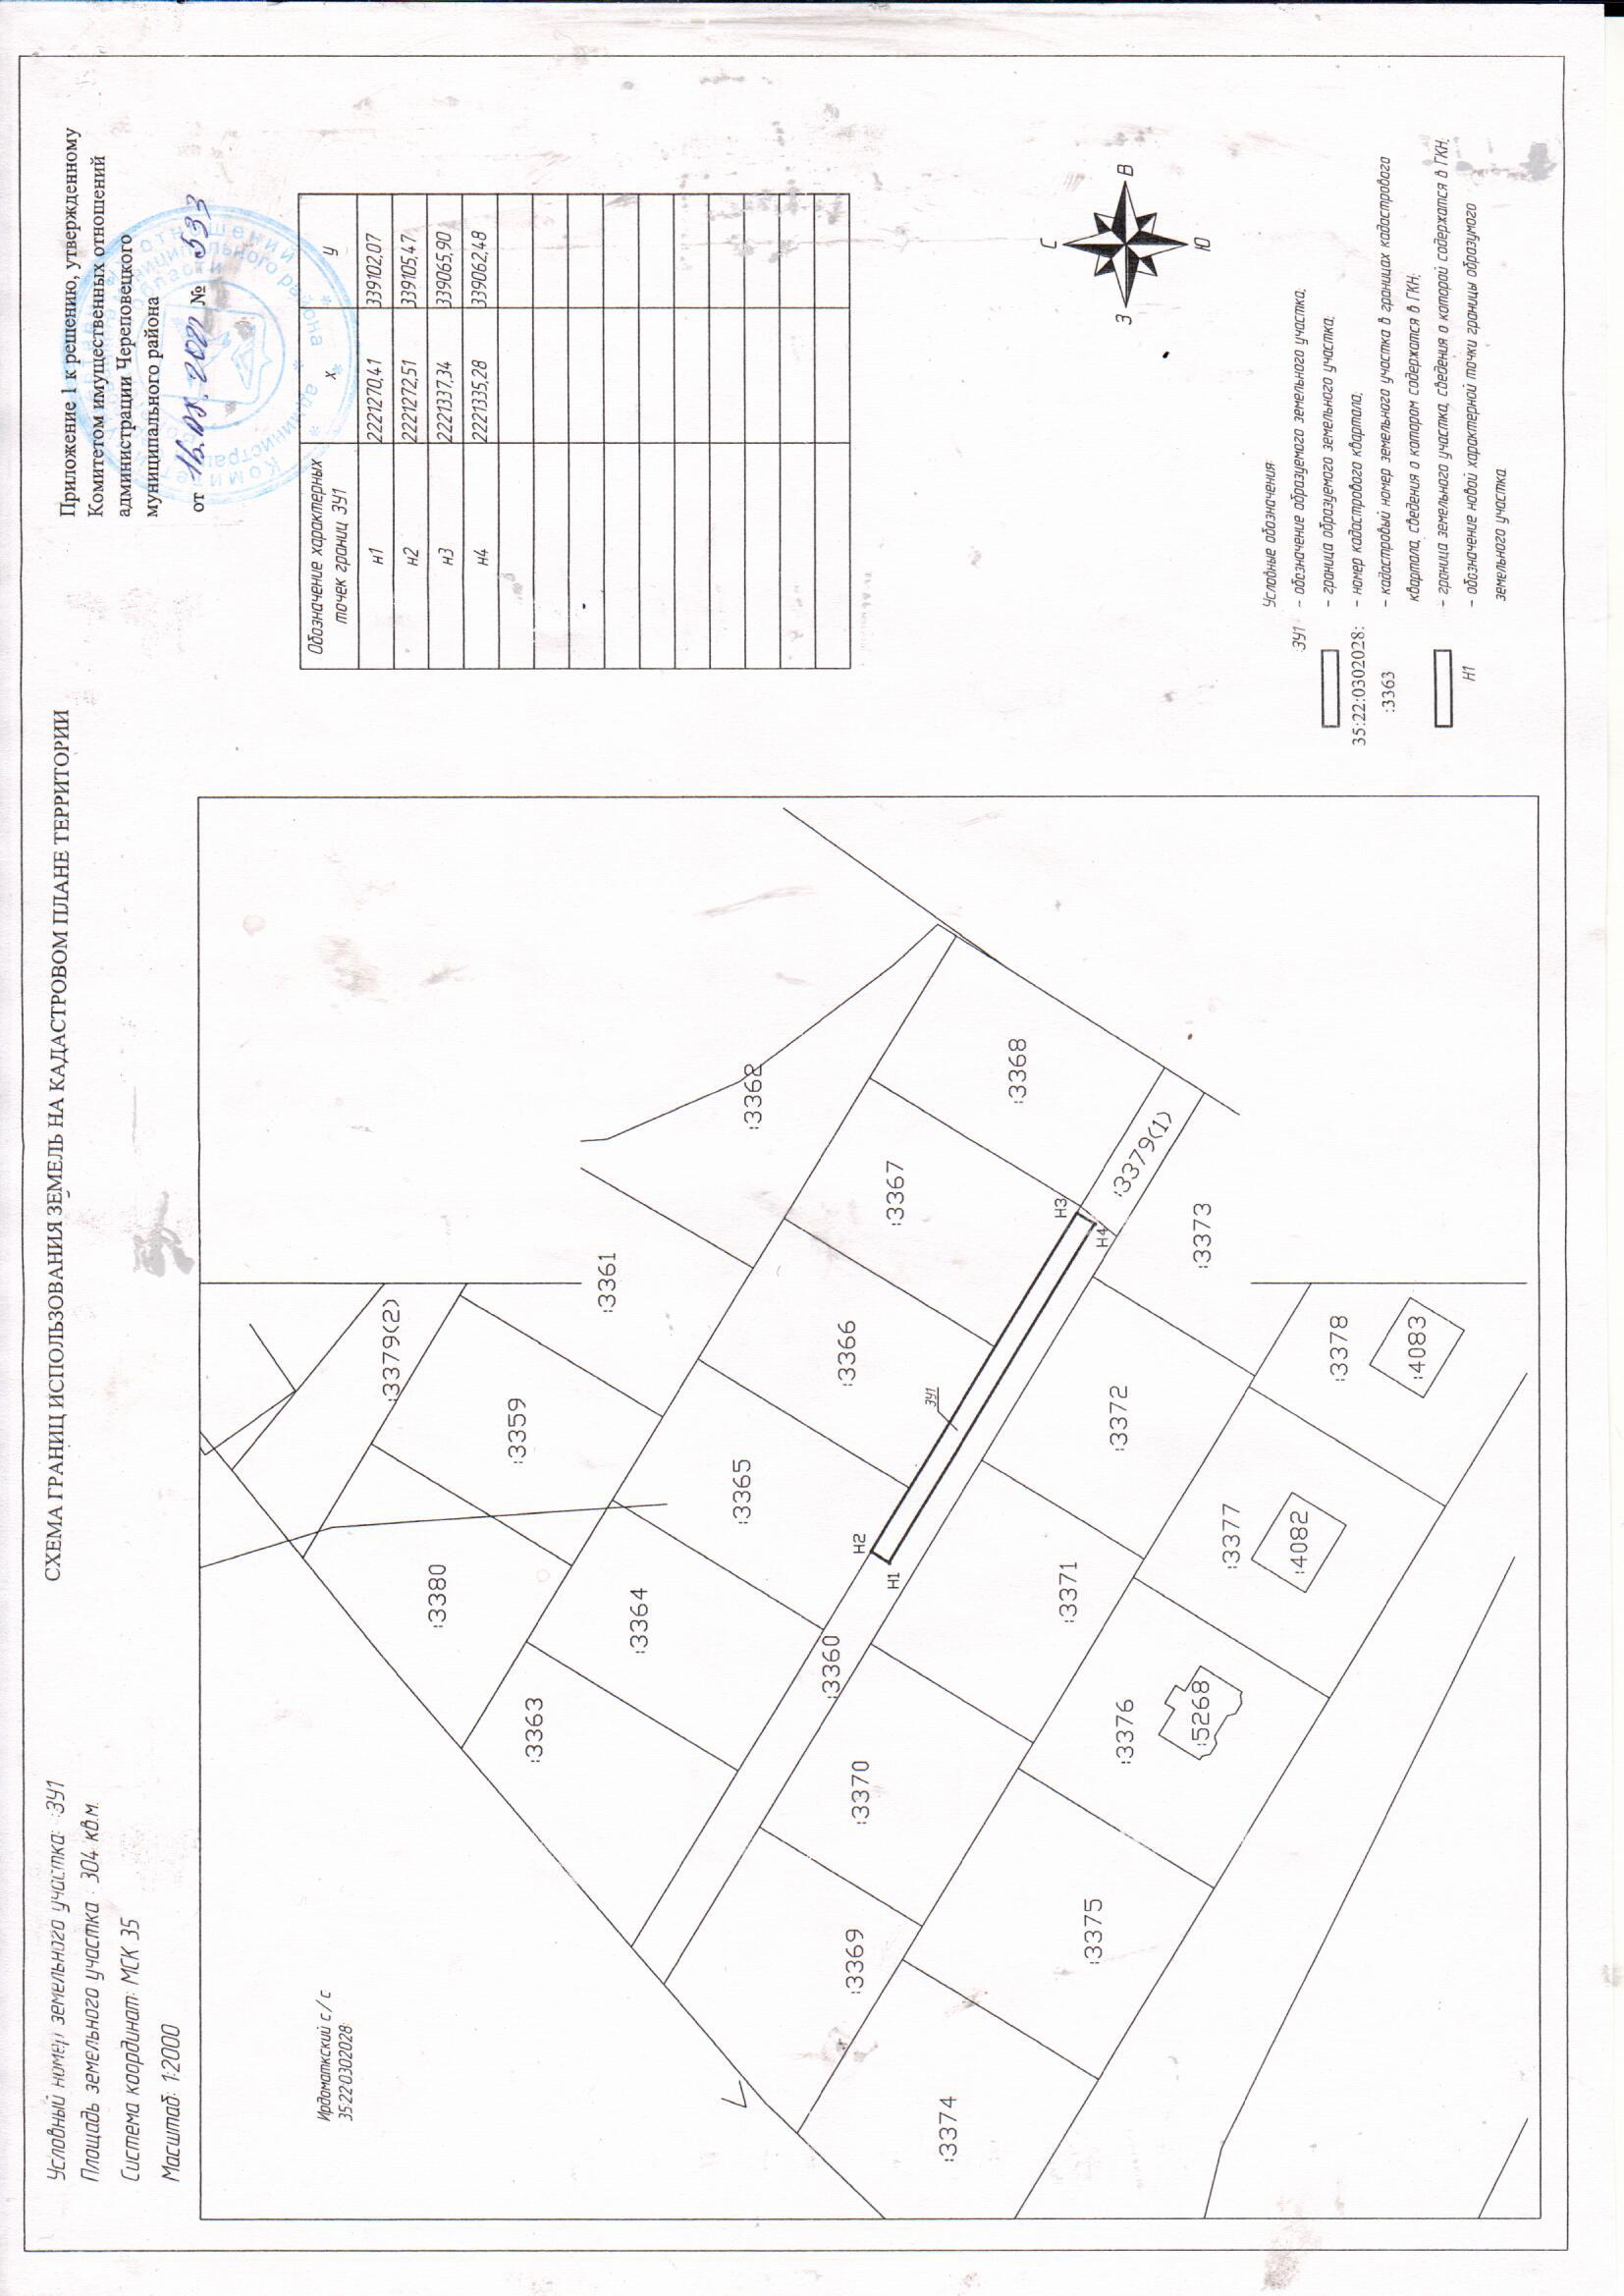 Условный номер земельного участка: :ЗУ1
Площадь земельного участка : 304 кв.м.
Система координат: МСК 35
Масштаб: 1:2000
СХЕМА ГРАНИЦ ИСПОЛЬЗОВАНИЯ ЗЕМЕЛЬ НА КАДАСТРОВОМ ПЛАНЕ ТЕРРИТОРИИ
Приложение 1 к решению, утвержденному
Комитетом имущественных отношений
администрации Череповецкого
муниципального района
от 16.05.2022 № 533
Обозначение характерных точек границ ЗУ1 x y
н1 2221270,41 339102,07
н2 2221272,51 339105,47
н3 2221337,34 339065,90
н4 2221335,28 339062,48
С
З В
Ю
Условные обозначения:
:ЗУ1 – обозначение образуемого земельного участка;
– граница образуемого земельного участка;
35:22:0302028: – номер кадастрового квартала;
:3363 – кадастровый номер земельного участка в границах кадастрового
квартала, сведения о котором содержатся в ГКН;
– граница земельного участка, сведения о которой содержатся в ГКН;
Н1 – обозначение новой характерной точки границы образумого
земельного участка
Ирдоматкский с/с
35:22:0302028:
:3379(2)
:3380
:3359
:3361
:3362
:3363
:3364
:3365
:3366
:3367
:3368
:3360
Н2
Н1
ЗУ1
Н3
Н4
:3379(1)
:3369
:3370
:3371
:3372
:3373
:3374
:3375
:3376
:5268
:3377
:4082
:3378
:4083